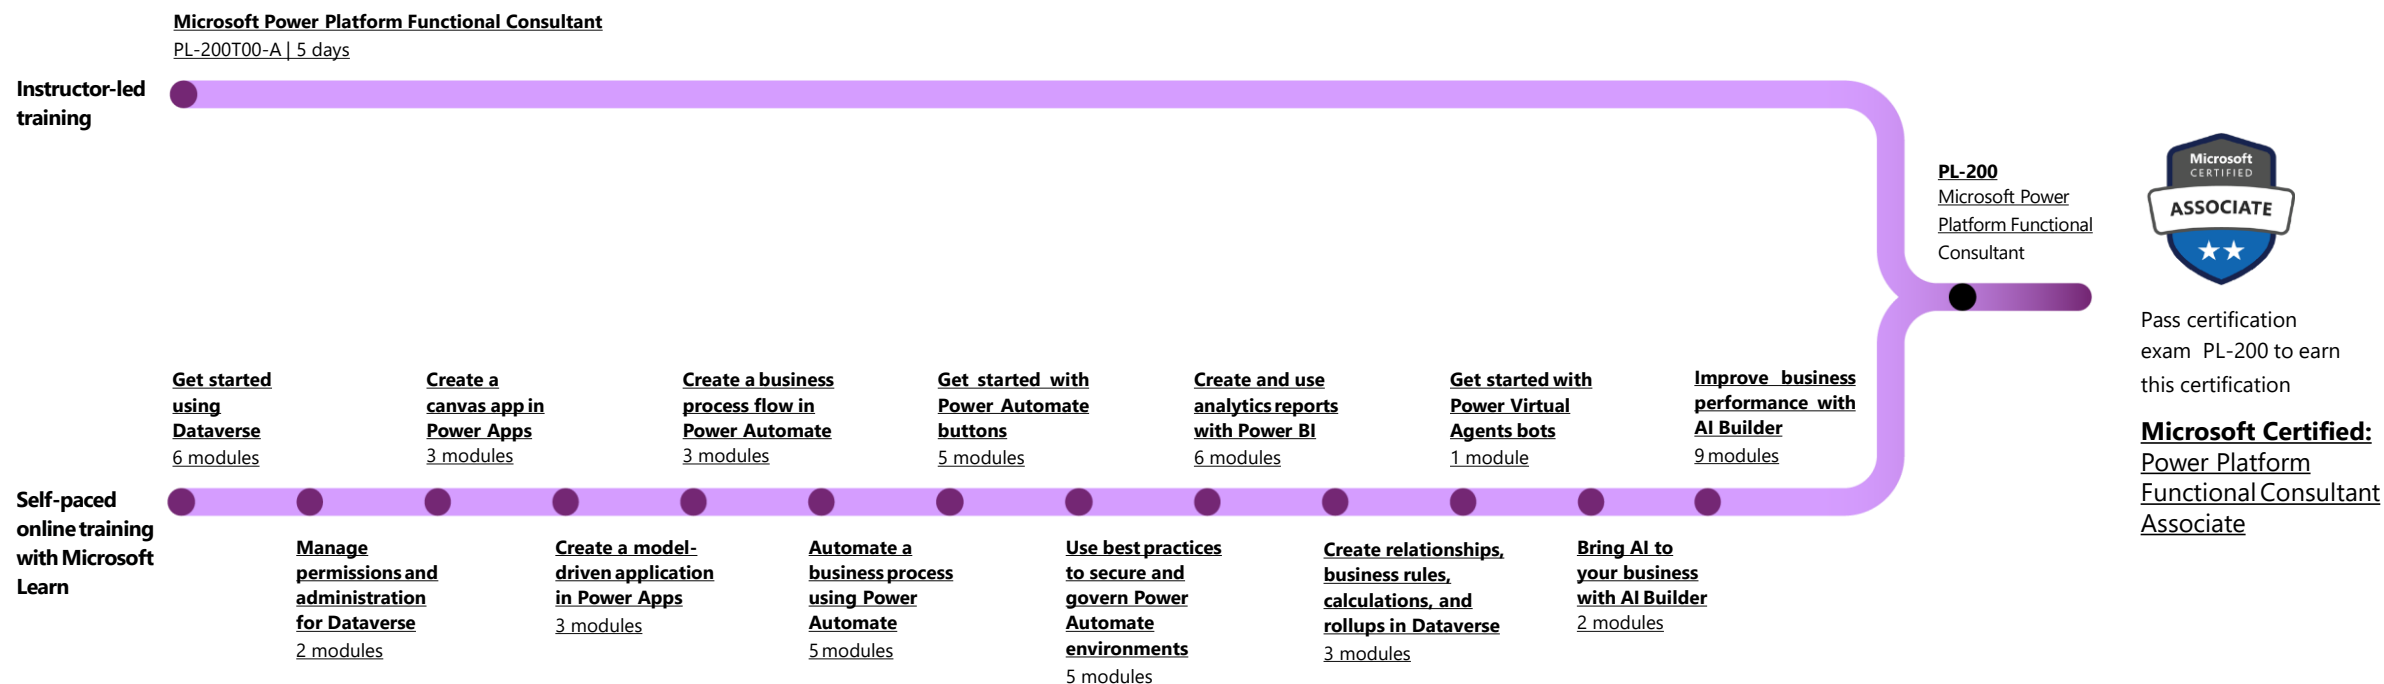 Microsoft Power Platform Functional Consultant
PL-200T00-A | 5 days
Instructor-led
training
PL-200
Microsoft Power
Platform Functional
Consultant
Microsoft
CERTIFIED
ASSOCIATE
Pass certification
exam PL-200 to earn
this certification
Microsoft Certified:
Power Platform
Functional Consultant
Associate
Get started
using
Dataverse
6 modules
Create a
canvas app in
Power Apps
3 modules
Create a business
process flow in
Power Automate
3 modules
Get started with
Power Automate
buttons
5 modules
Create and use
analytics reports
with Power BI
6 modules
Get started with
Power Virtual
Agents bots
1 module
Improve business
performance with
AI Builder
9 modules
Self-paced
online training
with Microsoft
Learn
Manage
permissions and
administration
for Dataverse
2 modules
Create a model-
driven application
in Power Apps
3 modules
Automate a
business process
using Power
Automate
5 modules
Use best practices
to secure and
govern Power
Automate
environments
5 modules
Create relationships,
business rules,
calculations, and
rollups in Dataverse
3 modules
Bring AI to
your business
with AI Builder
2 modules